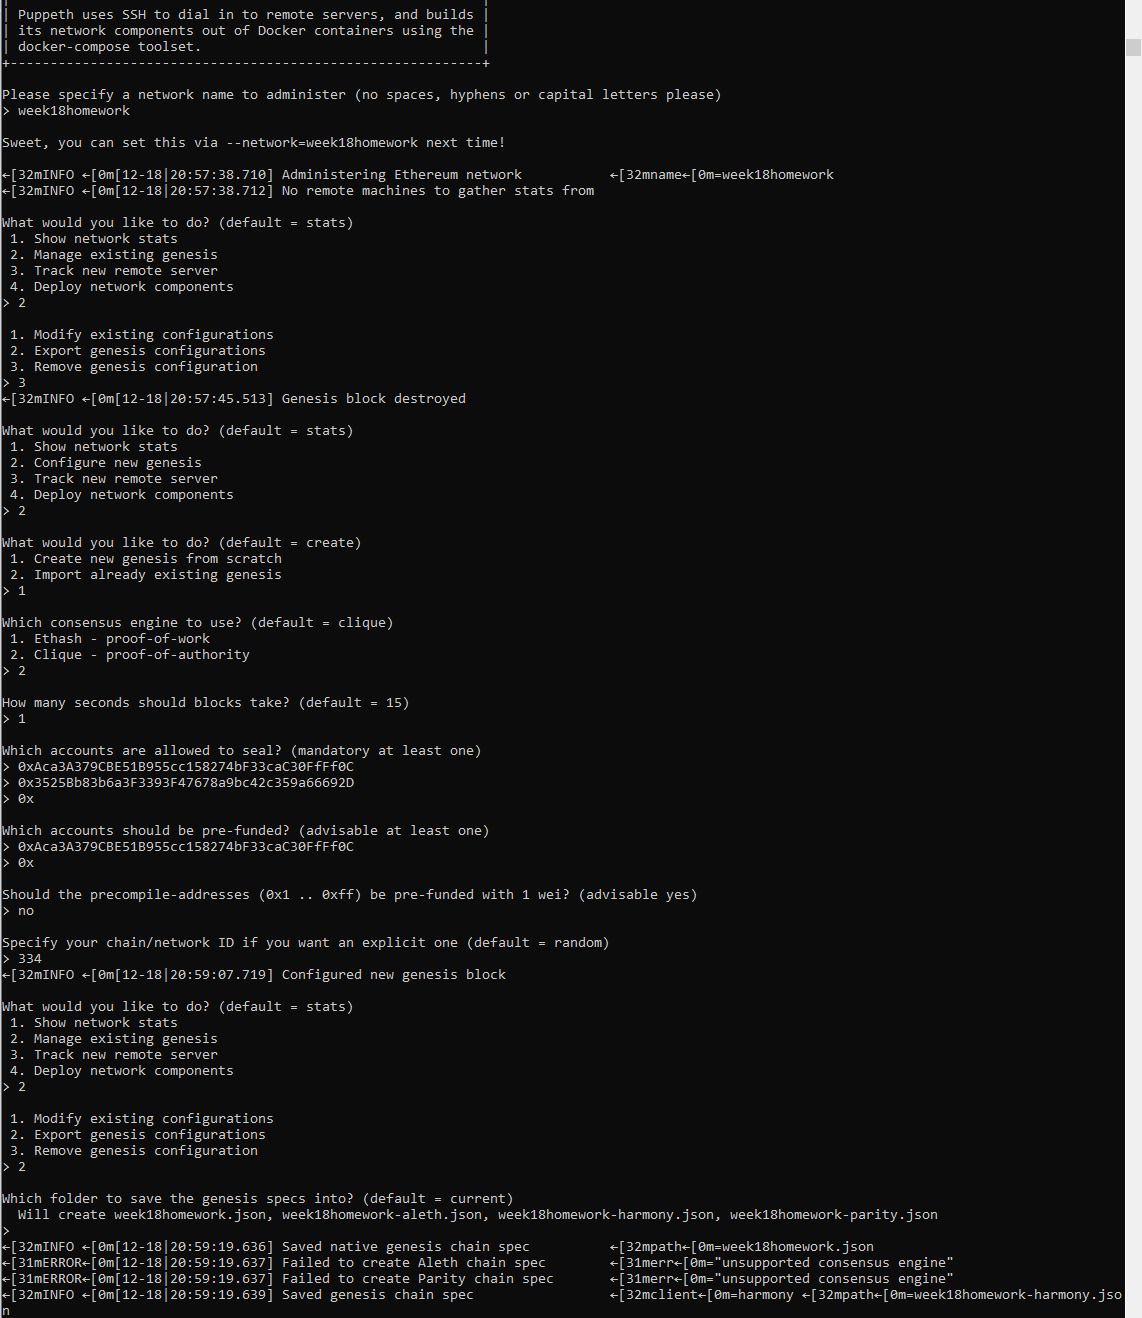 | Puppeth uses SSH to dial in to remote servers, and builds |
| its network components out of Docker containers using the |
| docker-compose toolset. |
+-----------------------------------------------------------+
Please specify a network name to administer (no spaces, hyphens or capital letters please)
> week18homework
Sweet, you can set this via --network=week18homework next time!
←[32mINFO ←[0m[12-18|20:57:38.710] Administering Ethereum network ←[32mname←[0m=week18homework
←[32mINFO ←[0m[12-18|20:57:38.712] No remote machines to gather stats from
What would you like to do? (default = stats)
1. Show network stats
2. Manage existing genesis
3. Track new remote server
4. Deploy network components
> 2
1. Modify existing configurations
2. Export genesis configurations
3. Remove genesis configuration
> 3
←[32mINFO ←[0m[12-18|20:57:45.513] Genesis block destroyed
What would you like to do? (default = stats)
1. Show network stats
2. Configure new genesis
3. Track new remote server
4. Deploy network components
> 2
What would you like to do? (default = create)
1. Create new genesis from scratch
2. Import already existing genesis
> 1
Which consensus engine to use? (default = clique)
1. Ethash - proof-of-work
2. Clique - proof-of-authority
> 2
How many seconds should blocks take? (default = 15)
> 1
Which accounts are allowed to seal? (mandatory at least one)
> 0xAca3A379CBE51B955cc158274bF33caC30FfFf0C
> 0x3525Bb83b6a3F3393F47678a9bc42c359a66692D
> 0x
Which accounts should be pre-funded? (advisable at least one)
> 0xAca3A379CBE51B955cc158274bF33caC30FfFf0C
> 0x
Should the precompile-addresses (0x1 .. 0xff) be pre-funded with 1 wei? (advisable yes)
> no
Specify your chain/network ID if you want an explicit one (default = random)
> 334
←[32mINFO ←[0m[12-18|20:59:07.719] Configured new genesis block
What would you like to do? (default = stats)
1. Show network stats
2. Manage existing genesis
3. Track new remote server
4. Deploy network components
> 2
1. Modify existing configurations
2. Export genesis configurations
3. Remove genesis configuration
> 2
Which folder to save the genesis specs into? (default = current)
Will create week18homework.json, week18homework-aleth.json, week18homework-harmony.json, week18homework-parity.json
>
←[32mINFO ←[0m[12-18|20:59:19.636] Saved native genesis chain spec ←[32mpath←[0m=week18homework.json
←[31mERROR←[0m[12-18|20:59:19.637] Failed to create Aleth chain spec ←[31merr←[0m="unsupported consensus engine"
←[31mERROR←[0m[12-18|20:59:19.637] Failed to create Parity chain spec ←[31merr←[0m="unsupported consensus engine"
←[32mINFO ←[0m[12-18|20:59:19.639] Saved genesis chain spec ←[32mclient←[0m=harmony ←[32mpath←[0m=week18homework-harmony.jso
n